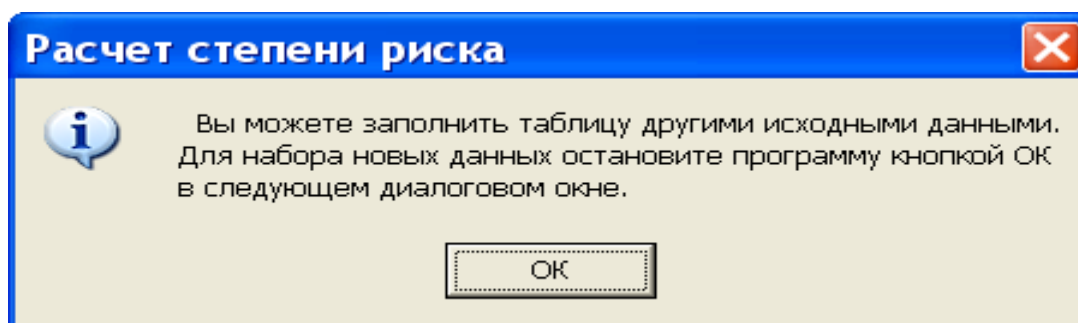 Расчет степени риска
Вы можете заполнить таблицу другими исходными данными.
Для набора новых данных остановите программу кнопкой ОК
в следующем диалоговом окне.
ОК